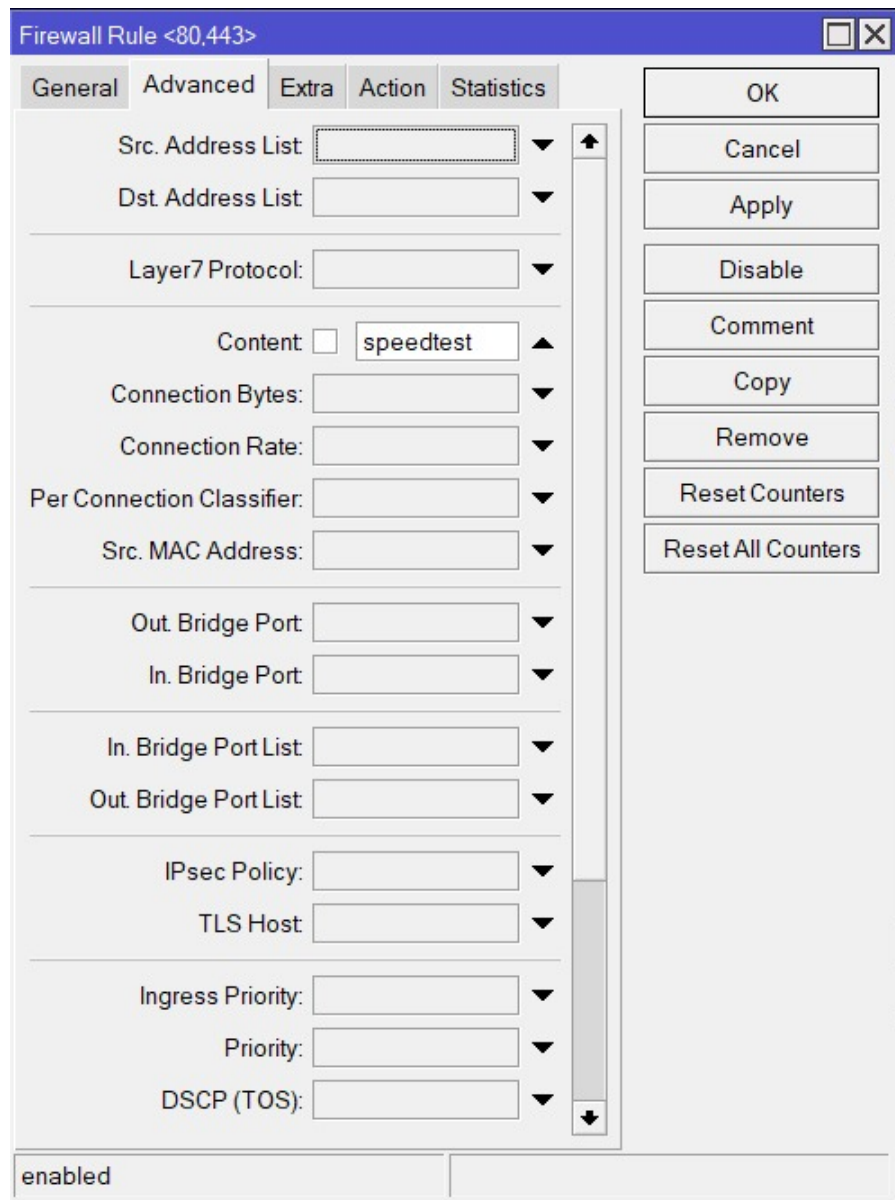 Firewall Rule <80,443>
General Advanced Extra Action Statistics
Src. Address List:
Dst. Address List:
Layer7 Protocol:
Content: speedtest
Connection Bytes:
Connection Rate:
Per Connection Classifier:
Src. MAC Address:
Out. Bridge Port:
In. Bridge Port:
In. Bridge Port List:
Out. Bridge Port List:
IPsec Policy:
TLS Host:
Ingress Priority:
Priority:
DSCP (TOS):
OK
Cancel
Apply
Disable
Comment
Copy
Remove
Reset Counters
Reset All Counters
enabled